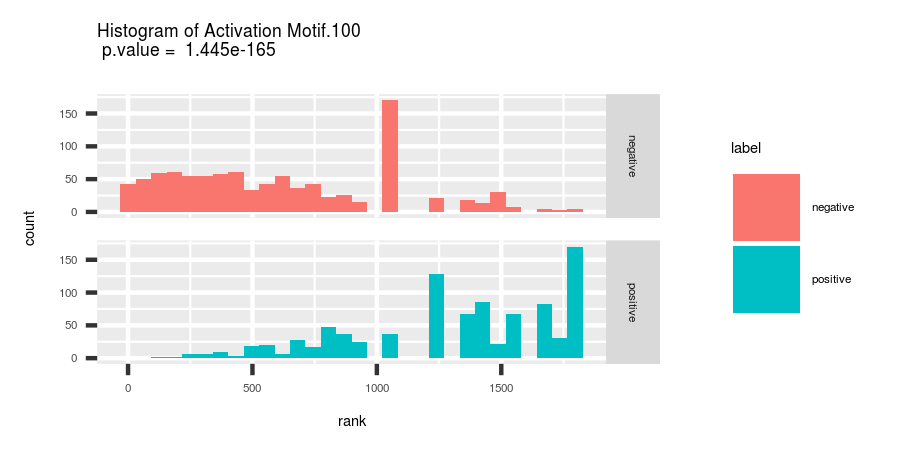 Histogram of Activation Motif.100
p.value = 1.445e-165
150
100
50
0
negative
150
100
50
0
positive
0 500 1000 1500
rank
count
label
negative
positive